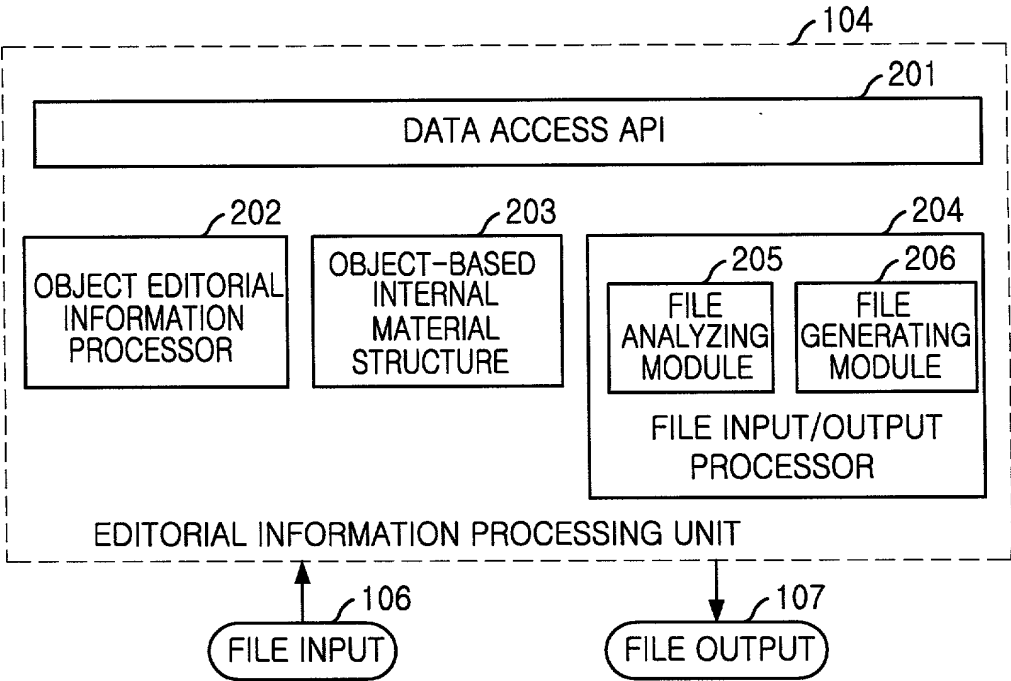 104
201
DATA ACCESS API
202
203
204
OBJECT EDITORIAL
INFORMATION
PROCESSOR
OBJECT-BASED
INTERNAL
MATERIAL
STRUCTURE
205
206
FILE
ANALYZING
MODULE
FILE
GENERATING
MODULE
FILE INPUT/OUTPUT
PROCESSOR
EDITORIAL INFORMATION PROCESSING UNIT
106
107
FILE INPUT
FILE OUTPUT